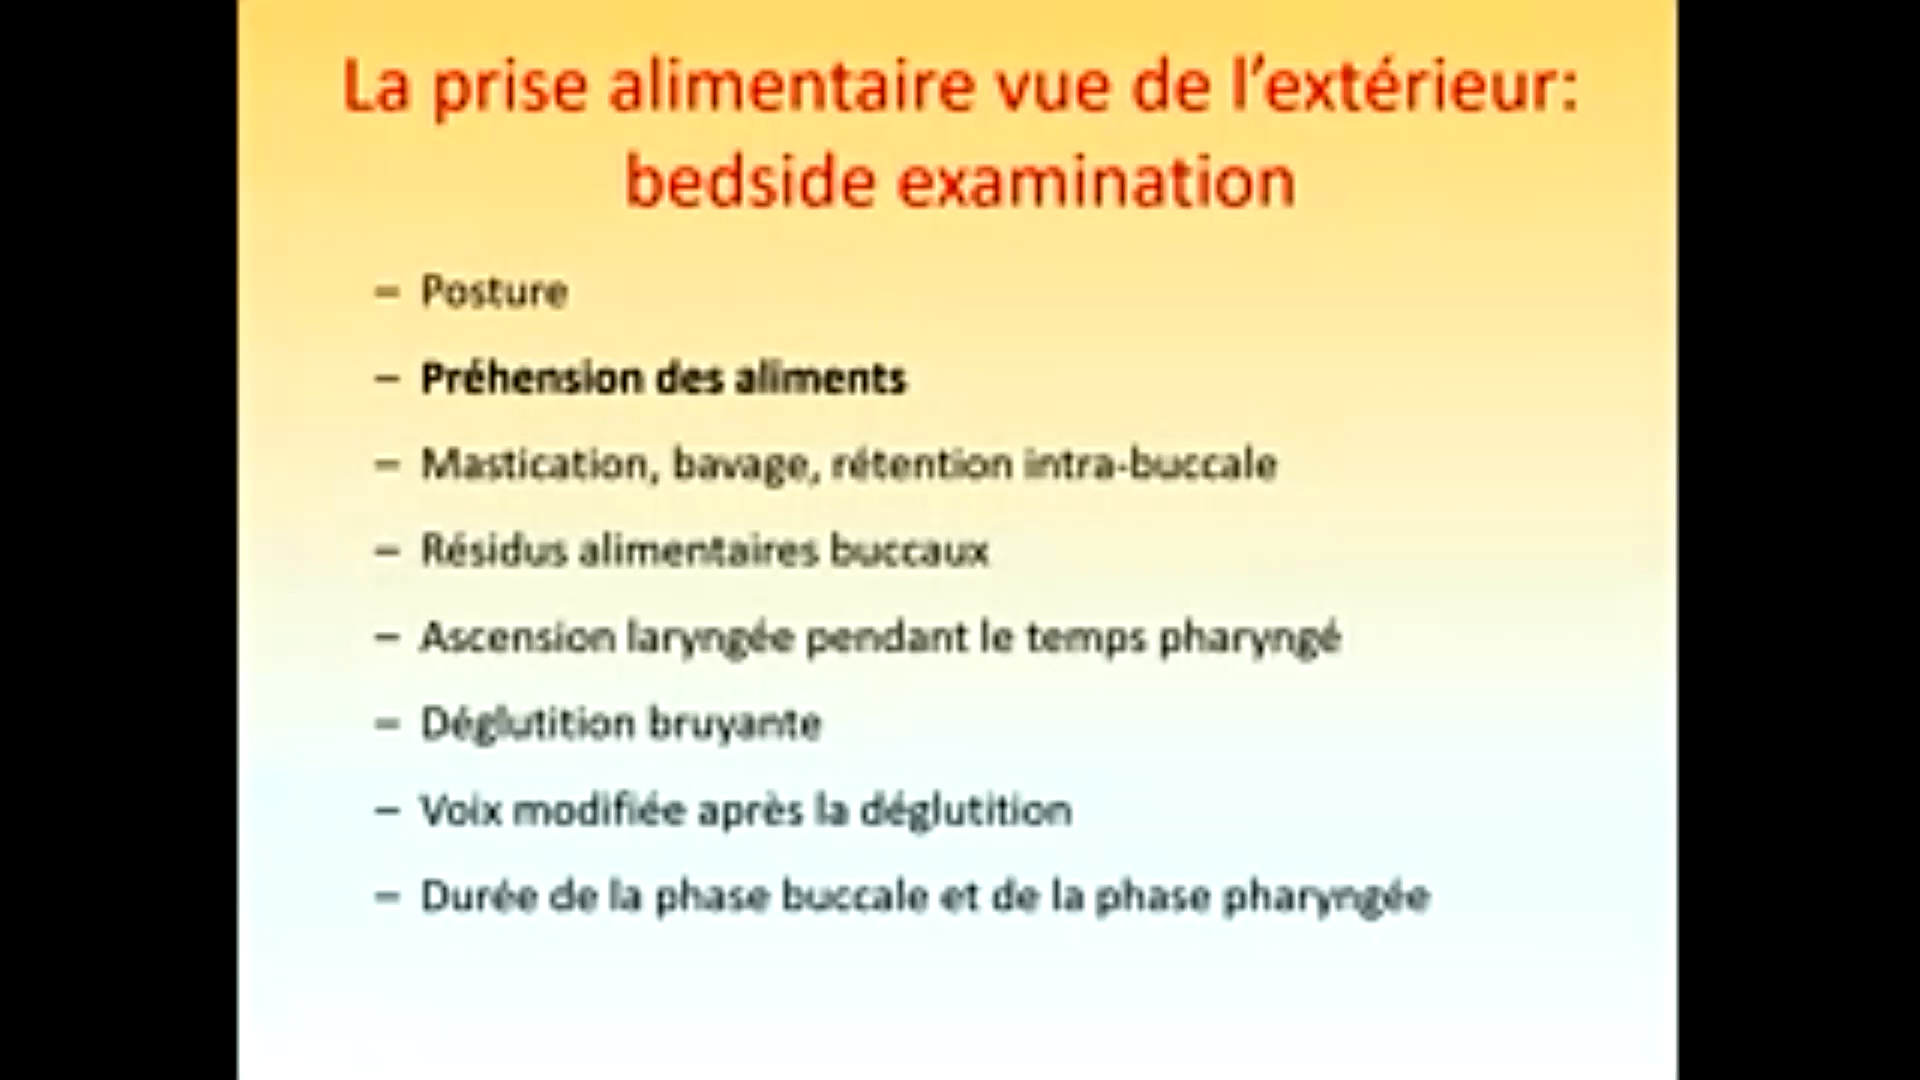 La prise alimentaire vue de l’extérieur:
bedside examination
– Posture
– Préhension des aliments
– Mastication, bavage, rétention intra-buccale
– Résidus alimentaires buccaux
– Ascension laryngée pendant le temps pharyngé
– Déglutition bruyante
– Voix modifiée après la déglutition
– Durée de la phase buccale et de la phase pharyngée